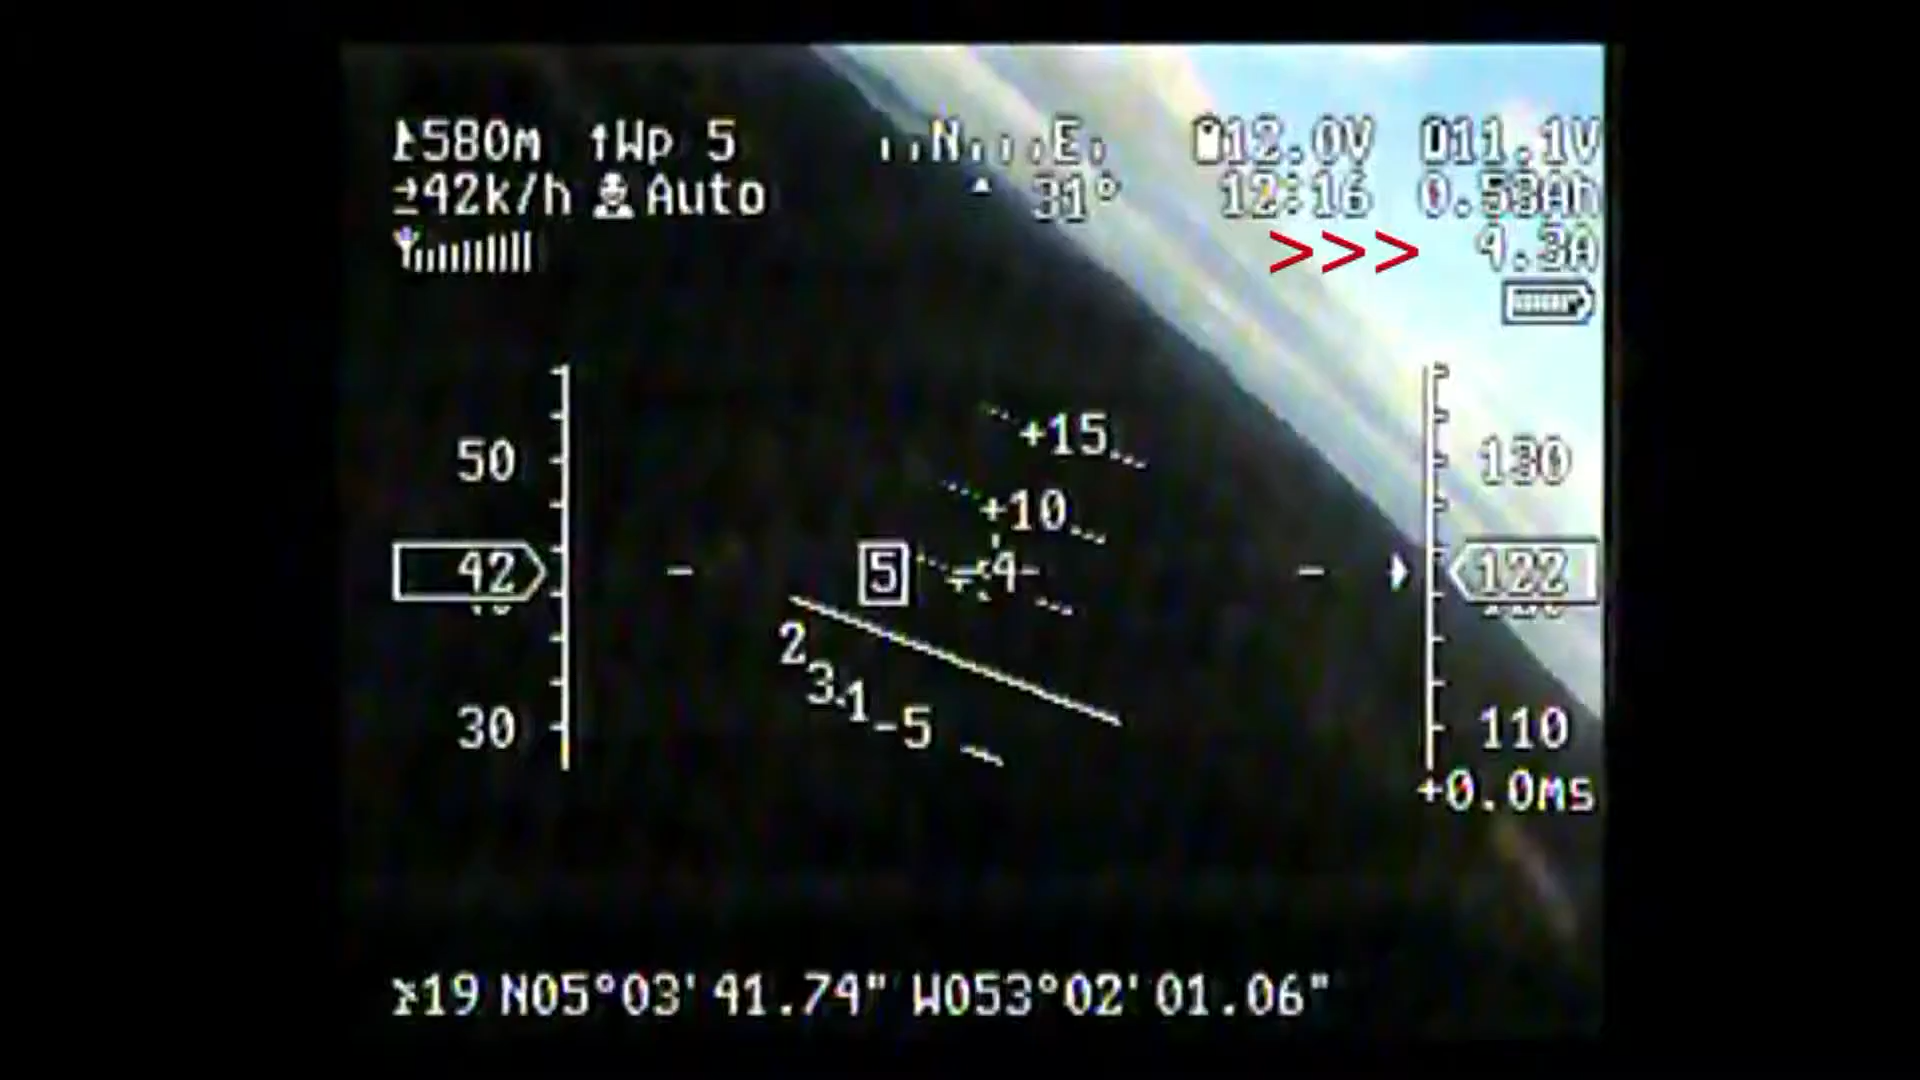 580m ↑Wp 5 N E 12.0V 11.1V
42k/h Auto 31° 12:16 0.53Ah
>>> 4.3A
+15
50 130
+10
42 5 4 122
2
3.1
-5
30 110
+0.0ms
19 N05°03'41.74" W053°02'01.06"